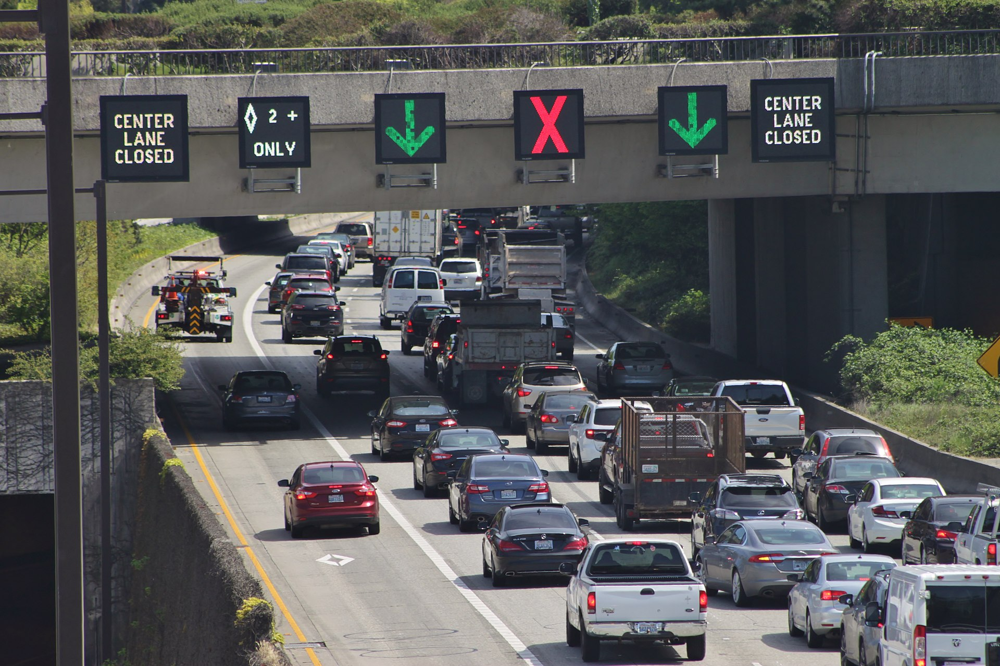 CENTER
LANE
CLOSED
2 +
ONLY
X
CENTER
LANE
CLOSED